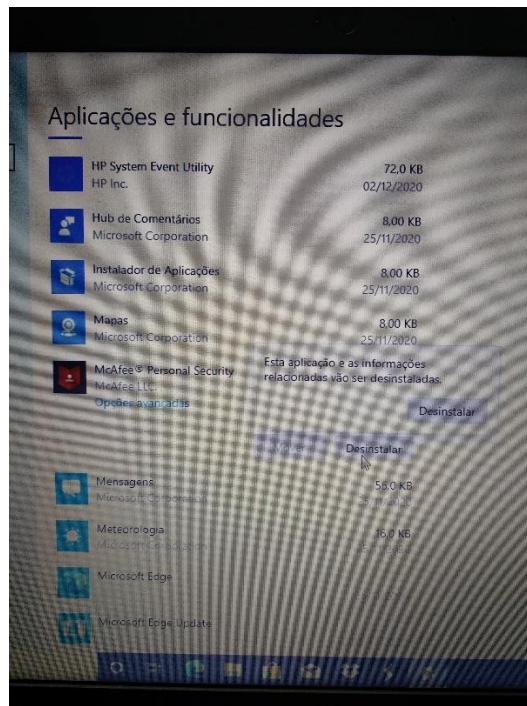 Aplicações e funcionalidades
HP System Event Utility
72,0 KB
HP Inc.
02/12/2020
Hub de Comentários
8,00 KB
Microsoft Corporation
25/11/2020
Instalador de Aplicações
8,00 KB
Microsoft Corporation
25/11/2020
Mapas
8,00 KB
Microsoft Corporation
25/11/2020
McAfee® Personal Security
McAfee LLC.
Opções avançadas
Esta aplicação e as informações
relacionadas vão ser desinstaladas.
Desinstalar
Desinstalar
Mensagens
56,0 KB
Microsoft Corporation
Meteorologia
16,0 KB
Microsoft Corporation
Microsoft Edge
Microsoft Edge Update